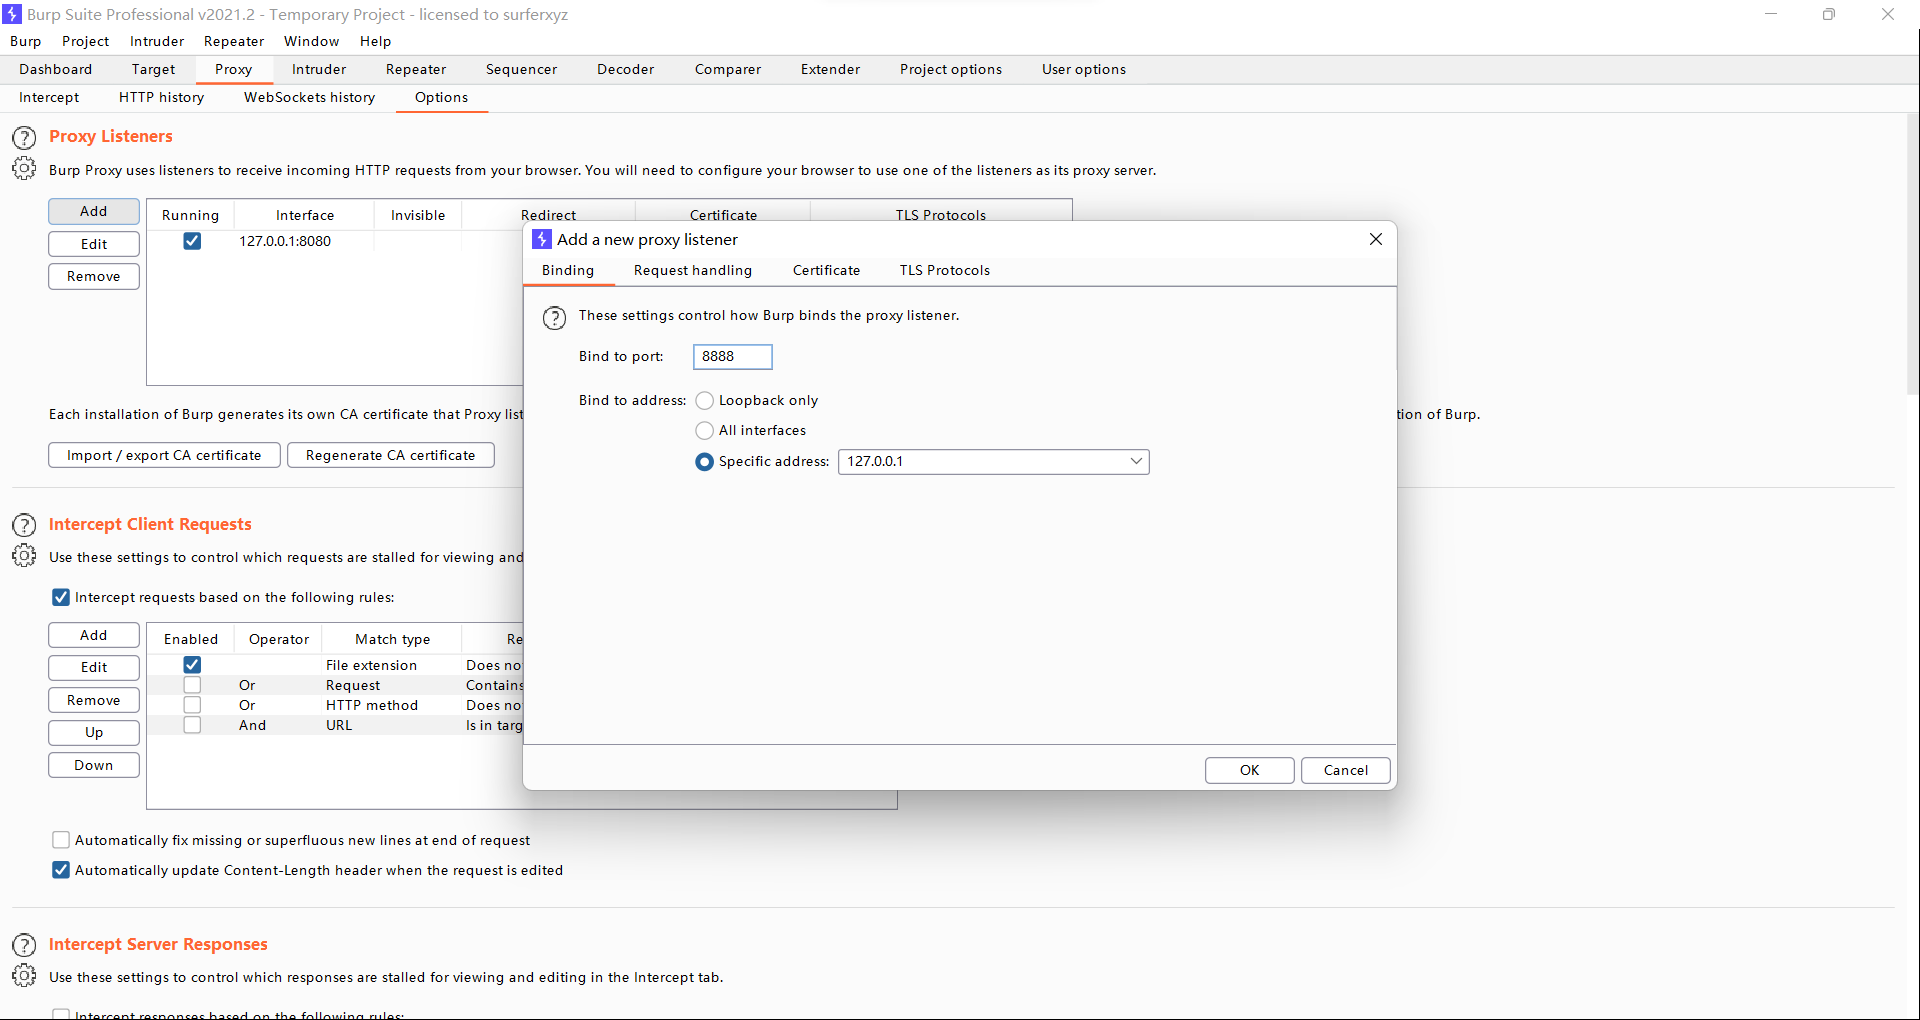 Burp Suite Professional v2021.2 - Temporary Project - licensed to surferxyz
Burp Project Intruder Repeater Window Help
Dashboard Target Proxy Intruder Repeater Sequencer Decoder Comparer Extender Project options User options
Intercept HTTP history WebSockets history Options
Proxy Listeners
Burp Proxy uses listeners to receive incoming HTTP requests from your browser. You will need to configure your browser to use one of the listeners as its proxy server.
Add
Edit
Remove
Running Interface Invisible Redirect Certificate TLS Protocols
127.0.0.1:8080
Each installation of Burp generates its own CA certificate that Proxy list
tion of Burp.
Import / export CA certificate Regenerate CA certificate
Add a new proxy listener
Binding Request handling Certificate TLS Protocols
These settings control how Burp binds the proxy listener.
Bind to port: 8888
Bind to address: Loopback only
All interfaces
Specific address: 127.0.0.1
OK Cancel
Intercept Client Requests
Use these settings to control which requests are stalled for viewing and
Intercept requests based on the following rules:
Add
Edit
Remove
Up
Down
Enabled Operator Match type Re
File extension Does no
Or Request Contains
Or HTTP method Does no
And URL Is in targ
Automatically fix missing or superfluous new lines at end of request
Automatically update Content-Length header when the request is edited
Intercept Server Responses
Use these settings to control which responses are stalled for viewing and editing in the Intercept tab.
Intercept responses based on the following rules: